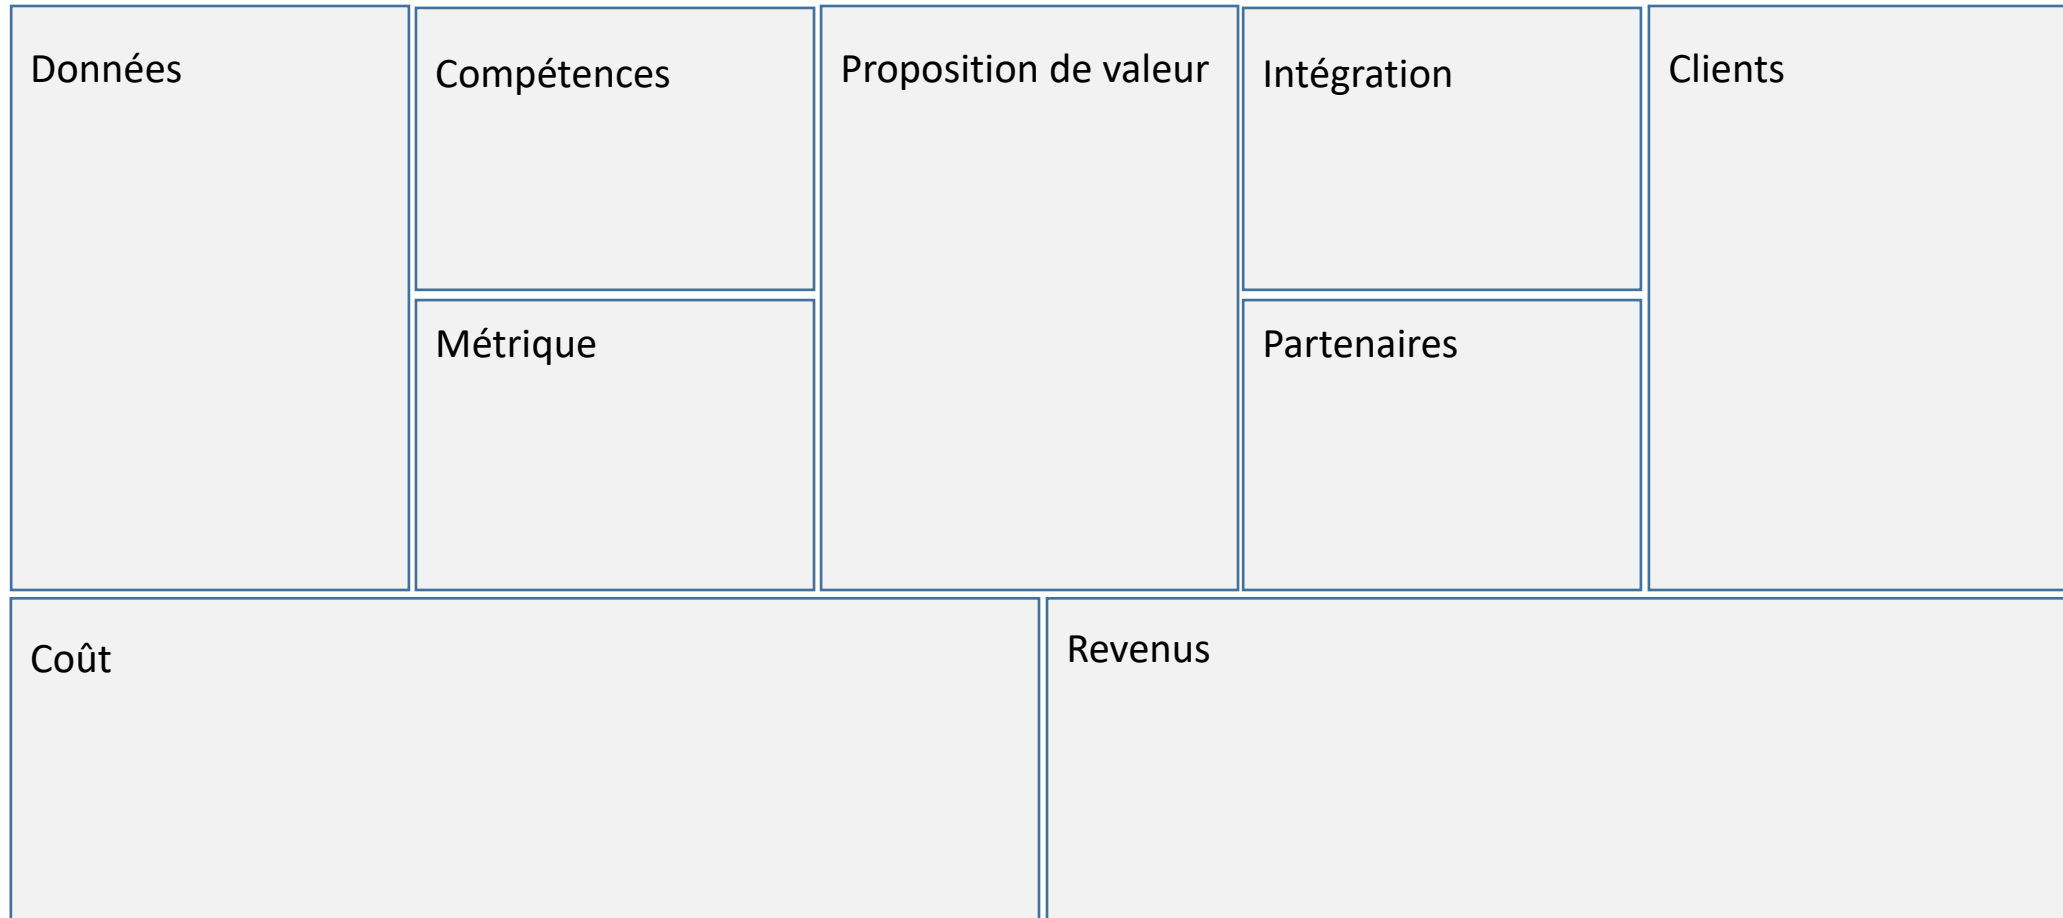 Données
Compétences
Proposition de valeur
Intégration
Clients
Métrique
Partenaires
Coût
Revenus